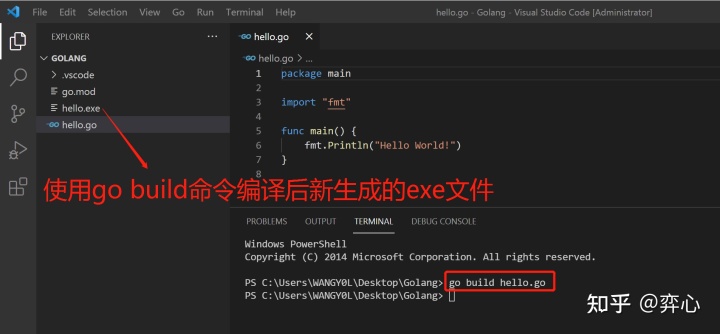 File Edit Selection View Go Run Terminal Help hello.go - Golang - Visual Studio Code [Administrator]
EXPLORER ···
GOLANG
.vscode
go.mod
hello.exe
hello.go
hello.go
hello.go > ...
1 package main
2
3 import "fmt"
4
5 func main() {
6 fmt.Println("Hello World!")
7 }
8
使用go build命令编译后新生成的exe文件
PROBLEMS OUTPUT TERMINAL DEBUG CONSOLE
Windows PowerShell
Copyright (C) 2014 Microsoft Corporation. All rights reserved.
PS C:\Users\WANGY0L\Desktop\Golang> go build hello.go
PS C:\Users\WANGY0L\Desktop\Golang>
知乎 @弈心